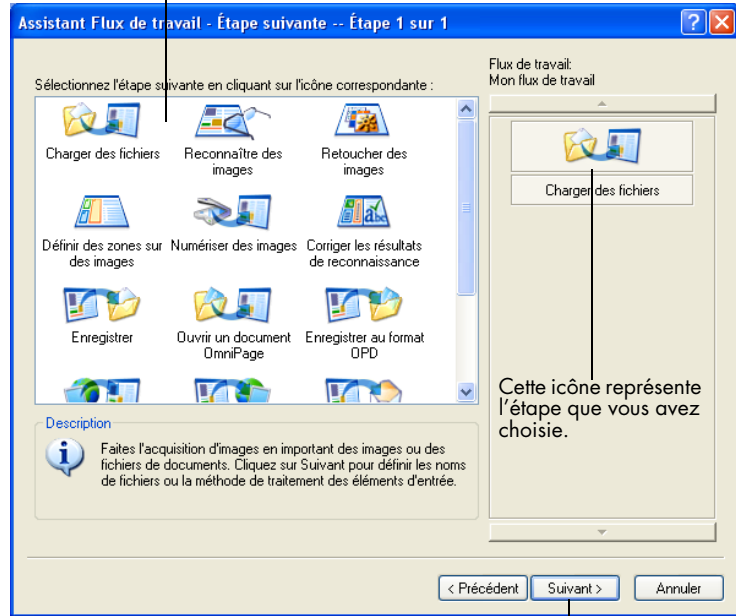 Assistant Flux de travail - Étape suivante -- Étape 1 sur 1
Sélectionnez l'étape suivante en cliquant sur l'icône correspondante :
Charger des fichiers
Reconnaître des
images
Retoucher des
images
Définir des zones sur
des images
Numériser des images
Corriger les résultats
de reconnaissance
Enregistrer
Ouvrir un document
OmniPage
Enregistrer au format
OPD
Description
Faites l'acquisition d'images en important des images ou des
fichiers de documents. Cliquez sur Suivant pour définir les noms
de fichiers ou la méthode de traitement des éléments d'entrée.
Flux de travail:
Mon flux de travail
Charger des fichiers
Cette icône représente
l'étape que vous avez
choisie.
< Précédent
Suivant >
Annuler